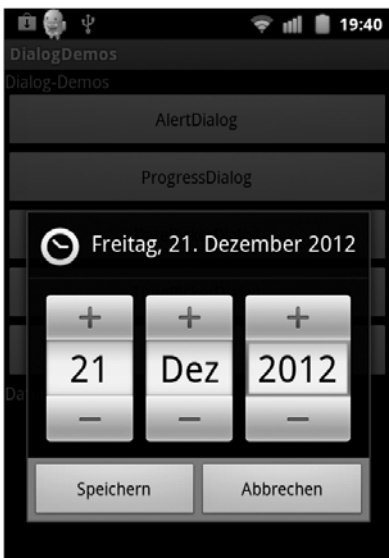 19:40
DialogDemos
Dialog-Demos
AlertDialog
ProgressDialog
Freitag, 21. Dezember 2012
+ + +
21 Dez 2012
− − −
Speichern Abbrechen